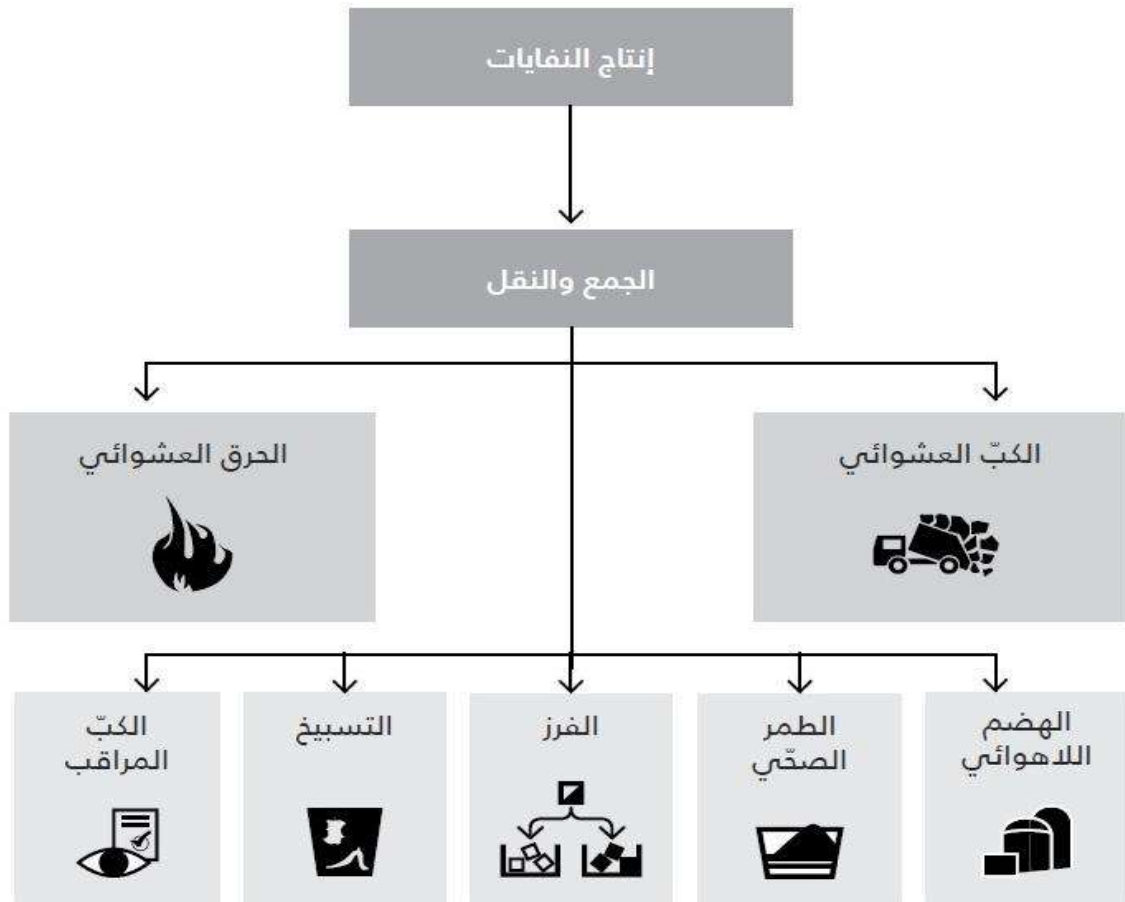 إنتاج النفايات
الجمع والنقل
الكبّ العشوائي
الحرق العشوائي
الهضم
اللاهوائي
الطمر
الصحّي
الفرز
التسبيخ
الكبّ
المراقب